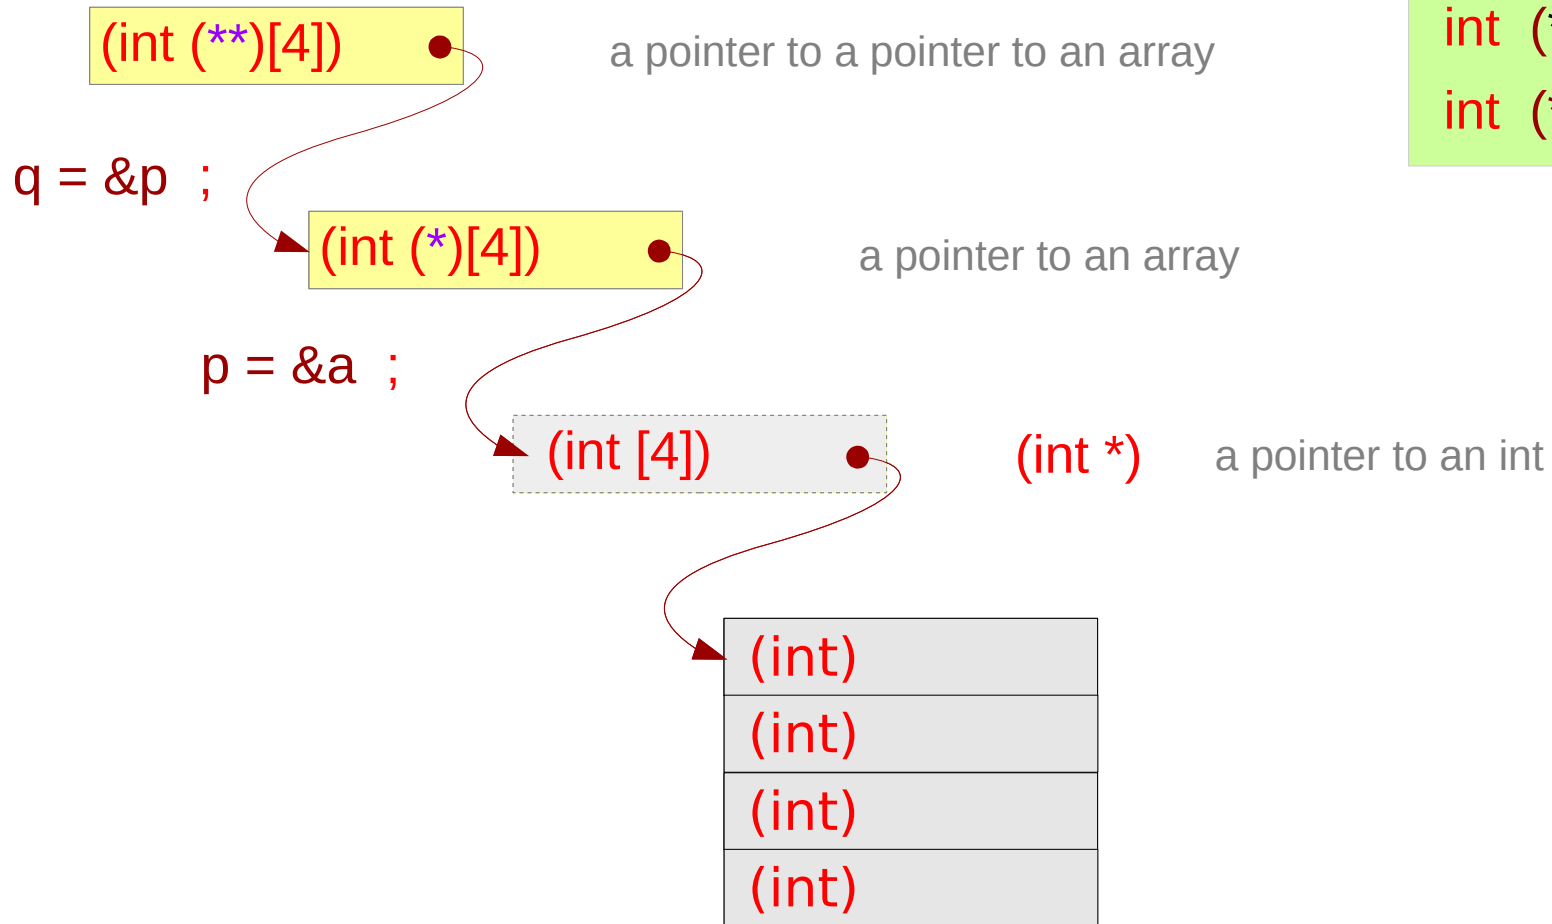 (int (**)[4])
a pointer to a pointer to an array
int (*
int (*
q = &p ;
(int (*)[4])
a pointer to an array
p = &a ;
(int [4])
(int *)
a pointer to an int
(int)
(int)
(int)
(int)